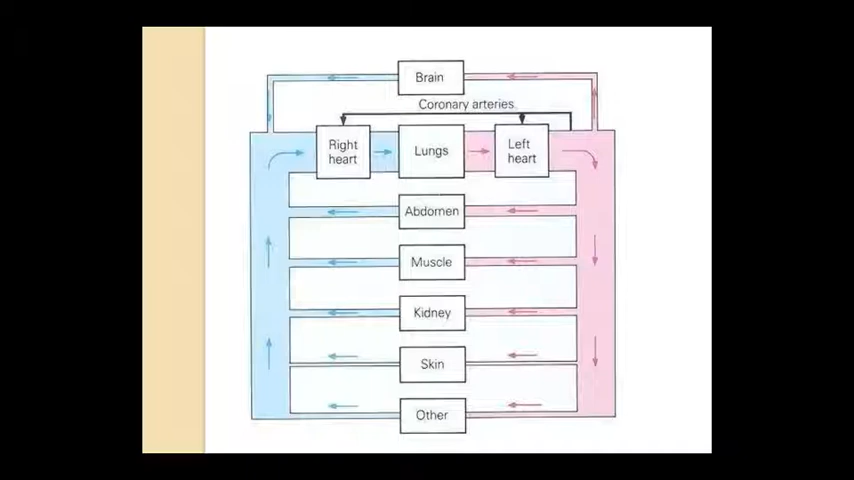 Brain
Coronary arteries
Right
heart
Lungs
Left
heart
Abdomen
Muscle
Kidney
Skin
Other